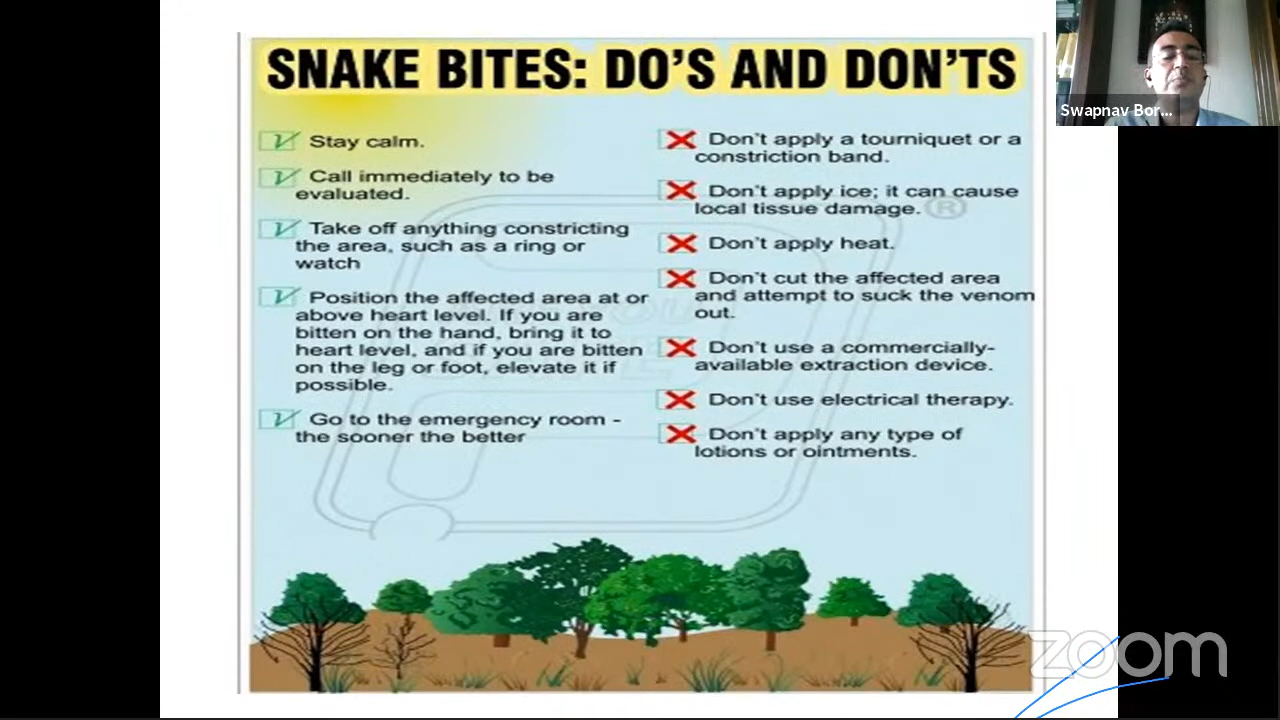 SNAKE BITES: DO'S AND DON'TS
Stay calm.
Call immediately to be
evaluated.
Take off anything constricting
the area, such as a ring or
watch
Position the affected area at or
above heart level. If you are
bitten on the hand, bring it to
heart level, and if you are bitten
on the leg or foot, elevate it if
possible.
Go to the emergency room -
the sooner the better
Don't apply a tourniquet or a
constriction band.
Don't apply ice; it can cause
local tissue damage.
Don't apply heat.
Don't cut the affected area
and attempt to suck the venom
out.
Don't use a commercially-
available extraction device.
Don't use electrical therapy.
Don't apply any type of
lotions or ointments.
®
Swapnav Bor...
zoom